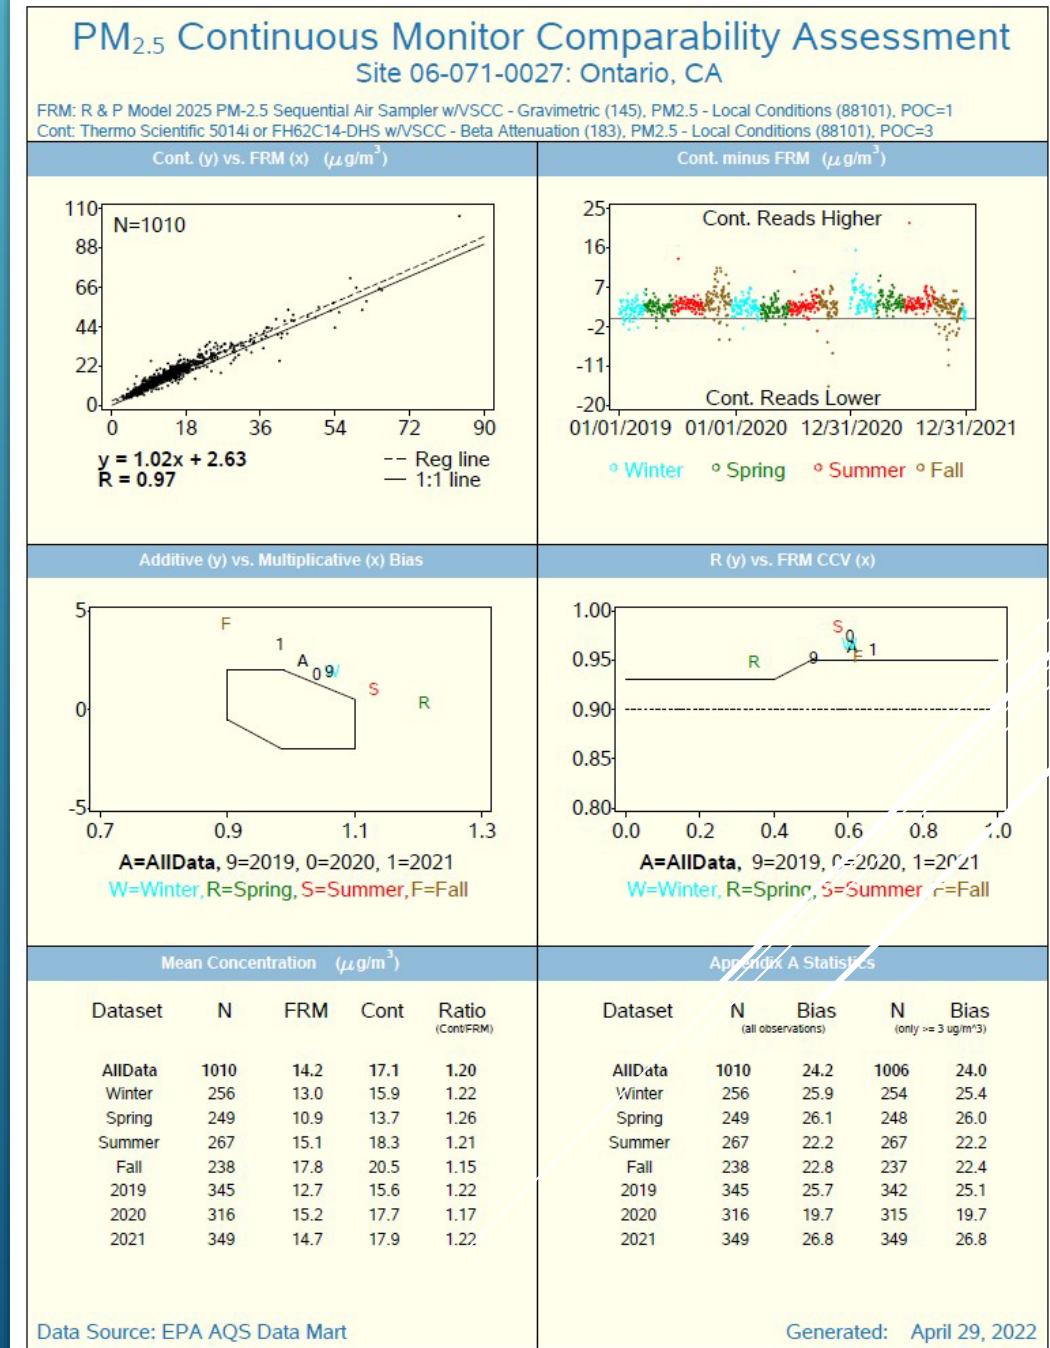 PM2.5 Continuous Monitor Comparability Assessment
Site 06-071-0027: Ontario, CA
FRM: R & P Model 2025 PM-2.5 Sequential Air Sampler w/VSCC - Gravimetric (145), PM2.5 - Local Conditions (88101), POC=1
Cont: Thermo Scientific 5014i or FH62C14-DHS w/VSCC - Beta Attenuation (183), PM2.5 - Local Conditions (88101), POC=3
Cont. (y) vs. FRM (x) (μg/m³)
110
88
66
44
22
0
N=1010
0 18 36 54 72 90
y = 1.02x + 2.63
R = 0.97
-- Reg line
— 1:1 line
Cont. minus FRM (μg/m³)
25
16
7
-2
-11
-20
Cont. Reads Higher
Cont. Reads Lower
01/01/2019 01/01/2020 12/31/2020 12/31/2021
Winter Spring Summer Fall
Additive (y) vs. Multiplicative (x) Bias
5
0
-5
F
1
A
0 9 W
S
R
0.7 0.9 1.1 1.3
A=AllData, 9=2019, 0=2020, 1=2021
W=Winter, R=Spring, S=Summer, F=Fall
R (y) vs. FRM CCV (x)
1.00
0.95
0.90
0.85
0.80
S
0
W
A
1
F
9
R
0.0 0.2 0.4 0.6 0.8 1.0
A=AllData, 9=2019, 0=2020, 1=2021
W=Winter, R=Spring, S=Summer, F=Fall
Mean Concentration (μg/m³)
Dataset N FRM Cont Ratio
(Cont/FRM)
AllData 1010 14.2 17.1 1.20
Winter 256 13.0 15.9 1.22
Spring 249 10.9 13.7 1.26
Summer 267 15.1 18.3 1.21
Fall 238 17.8 20.5 1.15
2019 345 12.7 15.6 1.22
2020 316 15.2 17.7 1.17
2021 349 14.7 17.9 1.22
Appendix A Statistics
Dataset N Bias N Bias
(all observations) (only >= 3 ug/m^3)
AllData 1010 24.2 1006 24.0
Winter 256 25.9 254 25.4
Spring 249 26.1 248 26.0
Summer 267 22.2 267 22.2
Fall 238 22.8 237 22.4
2019 345 25.7 342 25.1
2020 316 19.7 315 19.7
2021 349 26.8 349 26.8
Data Source: EPA AQS Data Mart
Generated: April 29, 2022